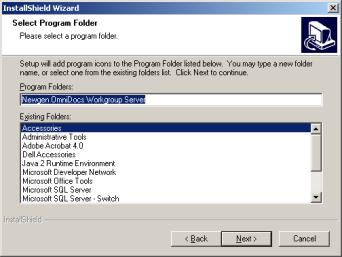 InstallShield Wizard
Select Program Folder
Please select a program folder.
Setup will add program icons to the Program Folder listed below. You may type a new folder
name, or select one from the existing folders list. Click Next to continue.
Program Folders:
Newgen OmniDocs Workgroup Server
Existing Folders:
Accessories
Administrative Tools
Adobe Acrobat 4.0
Dell Accessories
Java 2 Runtime Environment
Microsoft Developer Network
Microsoft Office Tools
Microsoft SQL Server
Microsoft SQL Server - Switch
InstallShield
< Back
Next >
Cancel